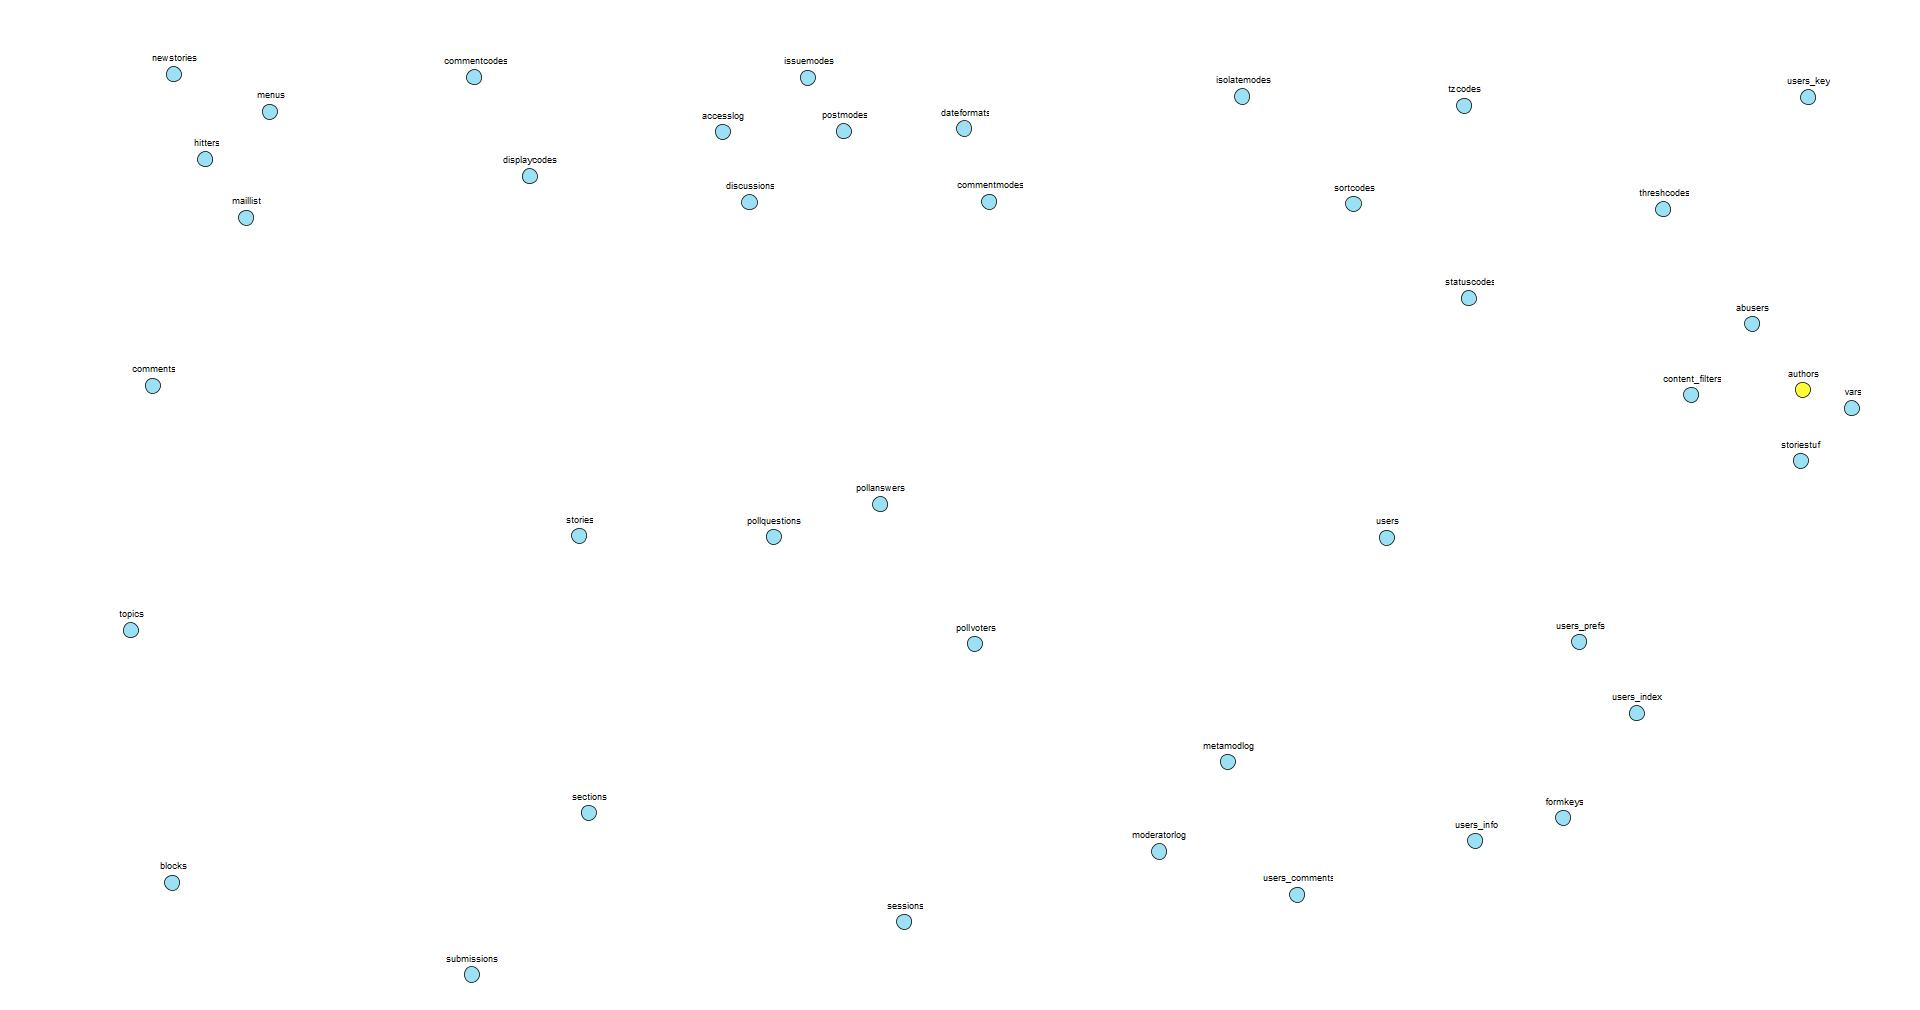 newstories
commentcodes
issuemodes
isolatemodes
tzcodes
users_key
menus
accesslog
postmodes
dateformats
hitters
displaycodes
discussions
commentmodes
sortcodes
threshcodes
maillist
statuscodes
abusers
comments
content_filters
authors
vars
storiestuf
pollanswers
stories
pollquestions
users
topics
pollvoters
users_prefs
users_index
metamodlog
sections
formkeys
users_info
moderatorlog
blocks
users_comments
sessions
submissions